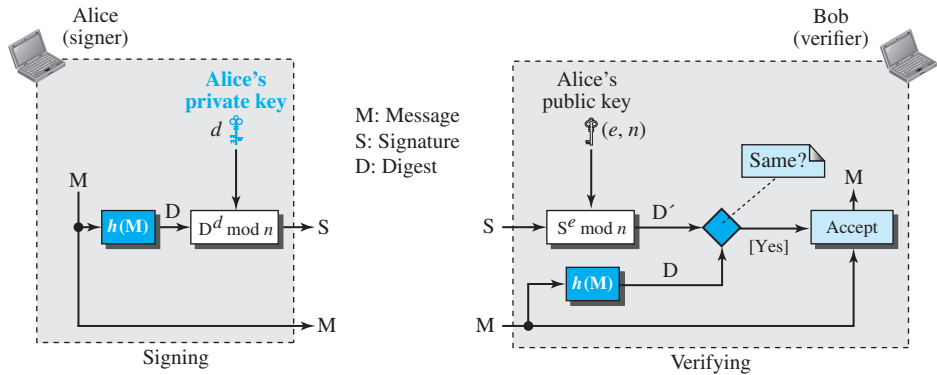 Alice
(signer)
Alice's
private key
d
M
h(M)
D
D^d mod n
S
M
Signing
M: Message
S: Signature
D: Digest
Bob
(verifier)
Alice's
public key
(e, n)
Same?
M
S
S^e mod n
D´
[Yes]
Accept
h(M)
D
M
Verifying